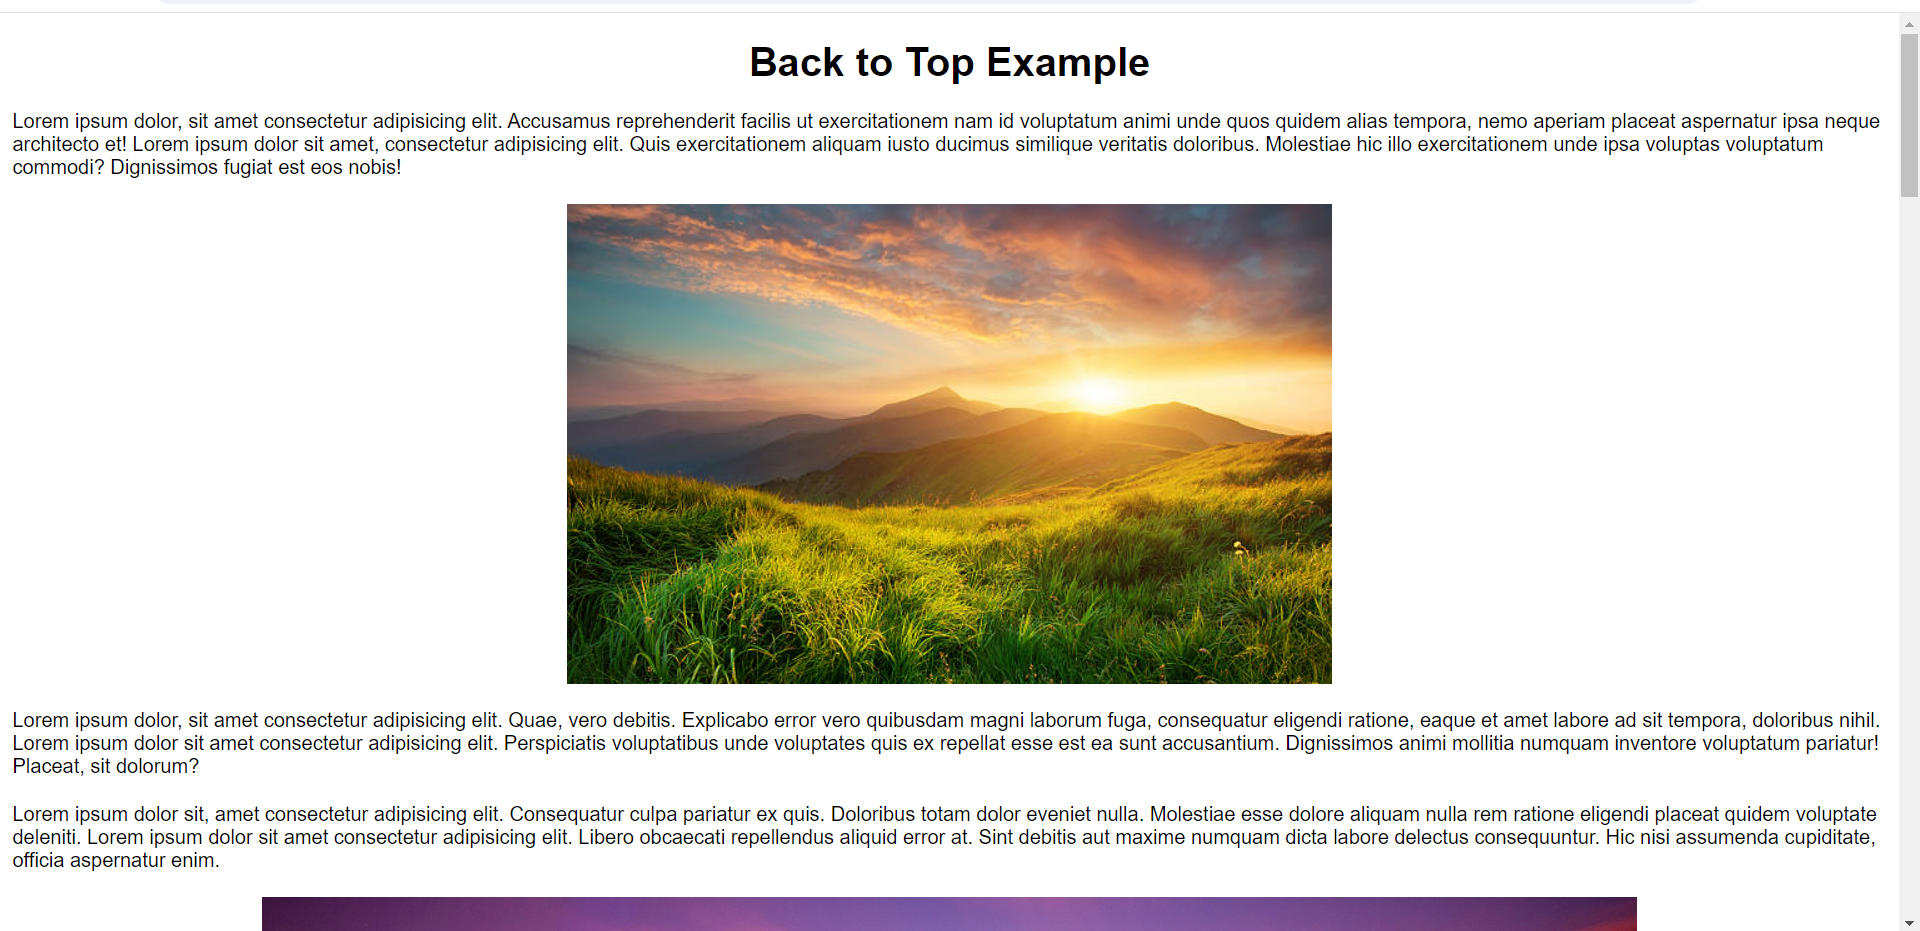 Back to Top Example
Lorem ipsum dolor, sit amet consectetur adipisicing elit. Accusamus reprehenderit facilis ut exercitationem nam id voluptatum animi unde quos quidem alias tempora, nemo aperiam placeat aspernatur ipsa neque
architecto et! Lorem ipsum dolor sit amet, consectetur adipisicing elit. Quis exercitationem aliquam iusto ducimus similique veritatis doloribus. Molestiae hic illo exercitationem unde ipsa voluptas voluptatum
commodi? Dignissimos fugiat est eos nobis!
Lorem ipsum dolor, sit amet consectetur adipisicing elit. Quae, vero debitis. Explicabo error vero quibusdam magni laborum fuga, consequatur eligendi ratione, eaque et amet labore ad sit tempora, doloribus nihil.
Lorem ipsum dolor sit amet consectetur adipisicing elit. Perspiciatis voluptatibus unde voluptates quis ex repellat esse est ea sunt accusantium. Dignissimos animi mollitia numquam inventore voluptatum pariatur!
Placeat, sit dolorum?
Lorem ipsum dolor sit, amet consectetur adipisicing elit. Consequatur culpa pariatur ex quis. Doloribus totam dolor eveniet nulla. Molestiae esse dolore aliquam nulla rem ratione eligendi placeat quidem voluptate
deleniti. Lorem ipsum dolor sit amet consectetur adipisicing elit. Libero obcaecati repellendus aliquid error at. Sint debitis aut maxime numquam dicta labore delectus consequuntur. Hic nisi assumenda cupiditate,
officia aspernatur enim.